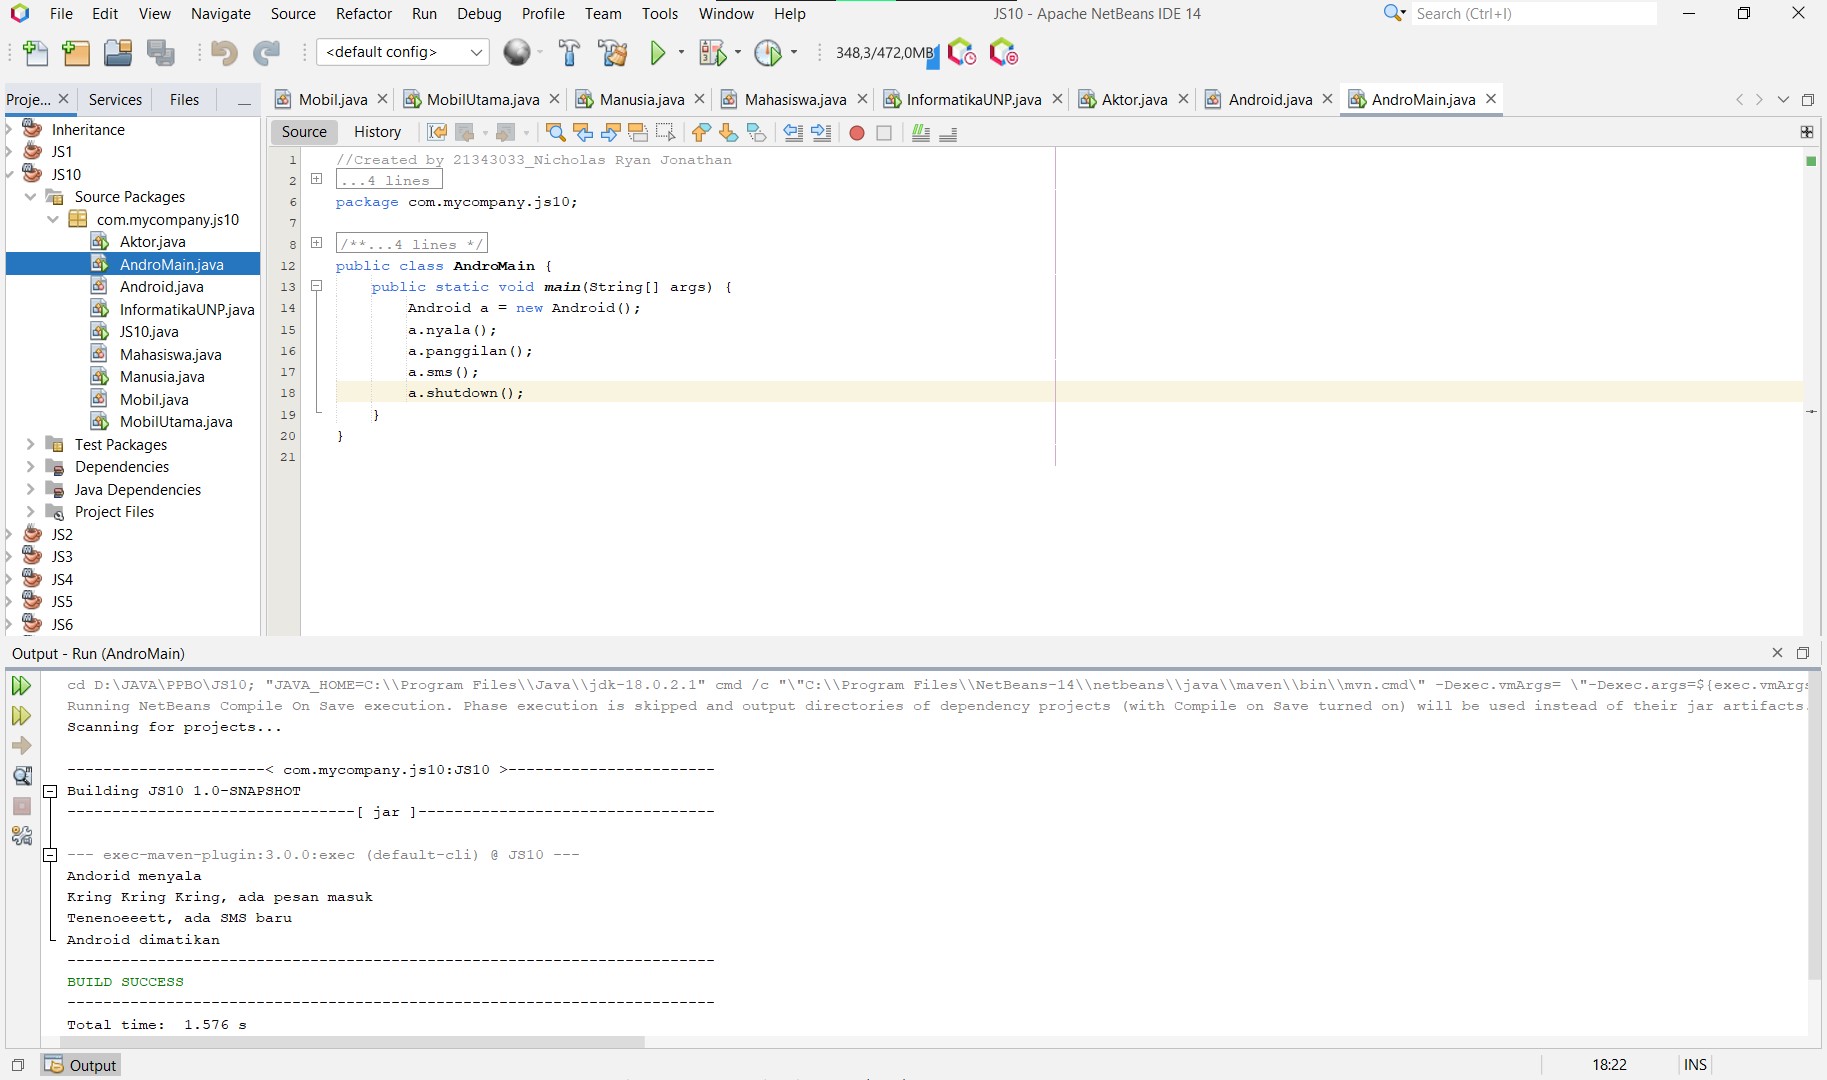 File Edit View Navigate Source Refactor Run Debug Profile Team Tools Window Help JS10 - Apache NetBeans IDE 14 Search (Ctrl+I)
<default config> 348,3/472,0MB
Proje... Services Files
Mobil.java MobilUtama.java Manusia.java Mahasiswa.java InformatikaUNP.java Aktor.java Android.java AndroMain.java
Inheritance
JS1
JS10
Source Packages
com.mycompany.js10
Aktor.java
AndroMain.java
Android.java
InformatikaUNP.java
JS10.java
Mahasiswa.java
Manusia.java
Mobil.java
MobilUtama.java
Test Packages
Dependencies
Java Dependencies
Project Files
JS2
JS3
JS4
JS5
JS6
Source History
1 //Created by 21343033_Nicholas Ryan Jonathan
2 ...4 lines
6 package com.mycompany.js10;
7
8 /**...4 lines */
12 public class AndroMain {
13 public static void main(String[] args) {
14 Android a = new Android();
15 a.nyala();
16 a.panggilan();
17 a.sms();
18 a.shutdown();
19 }
20 }
21
Output - Run (AndroMain)
cd D:\JAVA\PPBO\JS10; "JAVA_HOME=C:\\Program Files\\Java\\jdk-18.0.2.1" cmd /c "\"C:\\Program Files\\NetBeans-14\\netbeans\\java\\maven\\bin\\mvn.cmd\" -Dexec.vmArgs= \"-Dexec.args=${exec.vmArgs
Running NetBeans Compile On Save execution. Phase execution is skipped and output directories of dependency projects (with Compile on Save turned on) will be used instead of their jar artifacts.
Scanning for projects...
----------------------< com.mycompany.js10:JS10 >-----------------------
Building JS10 1.0-SNAPSHOT
--------------------------------[ jar ]---------------------------------
--- exec-maven-plugin:3.0.0:exec (default-cli) @ JS10 ---
Andorid menyala
Kring Kring Kring, ada pesan masuk
Tenenoeeett, ada SMS baru
Android dimatikan
------------------------------------------------------------------------
BUILD SUCCESS
------------------------------------------------------------------------
Total time:  1.576 s
Output 18:22 INS